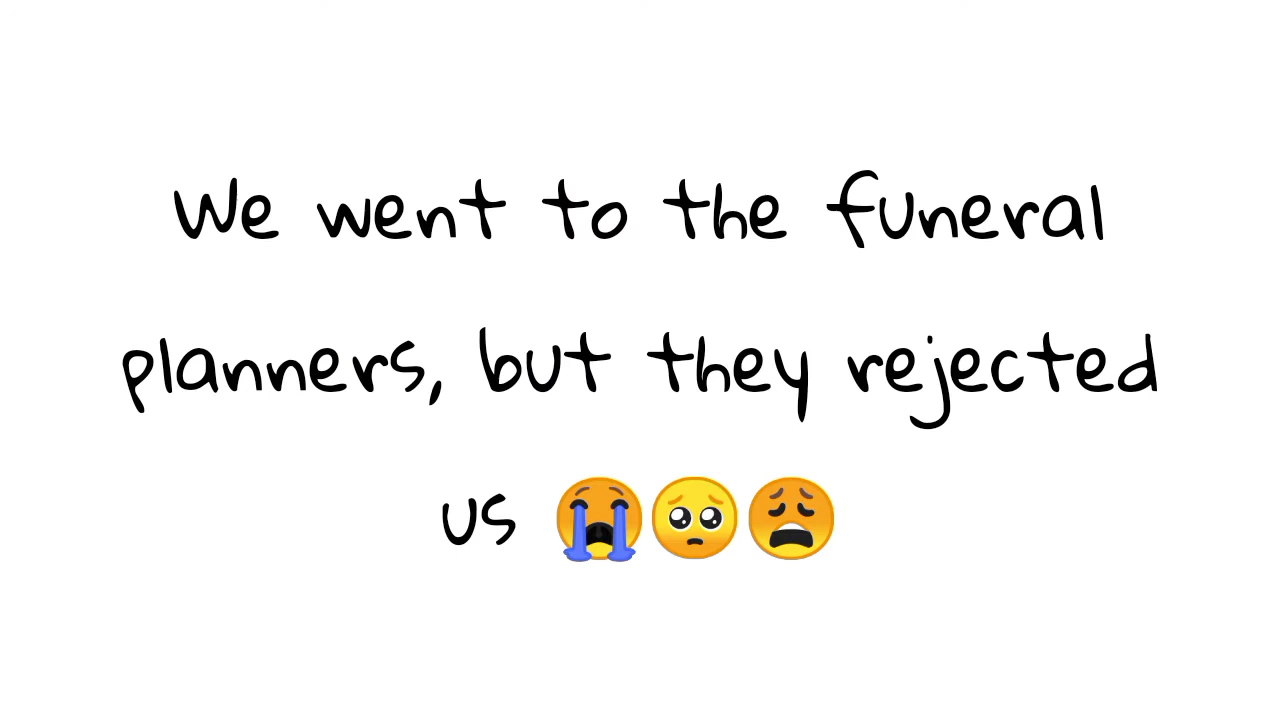 We went to the funeral
planners, but they rejected
us 😭🥺😩